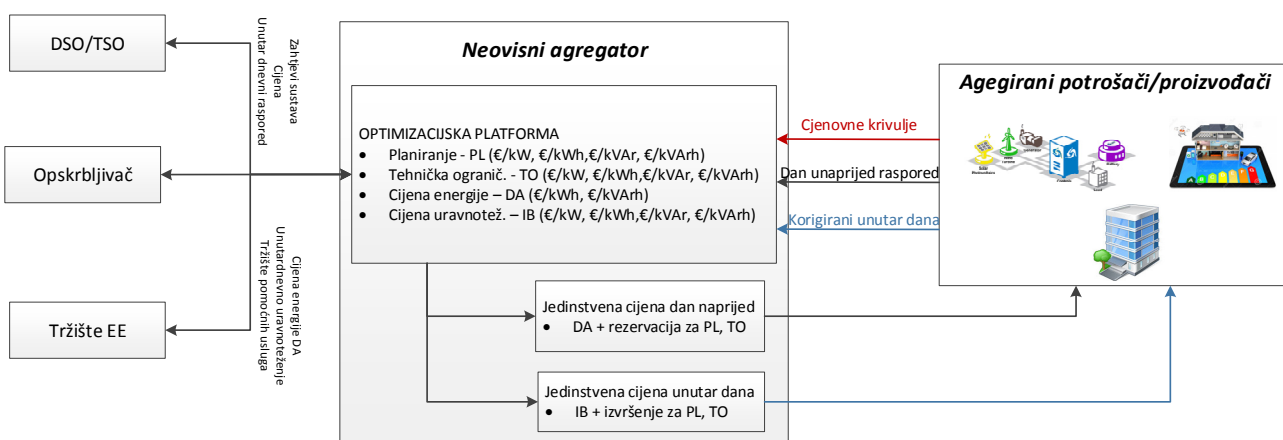 DSO/TSO
Opskrbljivač
Tržište EE
Zahtjevi sustava
Cijena
Unutar dnevni raspored
Cijena energije DA
Unutardnevno uravnoteženje
Tržište pomoćnih usluga
Neovisni agregator
OPTIMIZACIJSKA PLATFORMA
• Planiranje - PL (€/kW, €/kWh,€/kVAr, €/kVArh)
• Tehnička ogranič. - TO (€/kW, €/kWh,€/kVAr, €/kVArh)
• Cijena energije – DA (€/kWh, €/kVArh)
• Cijena uravnotež. – IB (€/kW, €/kWh,€/kVAr, €/kVArh)
Jedinstvena cijena dan naprijed
• DA + rezervacija za PL, TO
Jedinstvena cijena unutar dana
• IB + izvršenje za PL, TO
Cjenovne krivulje
Dan unaprijed raspored
Korigirani unutar dana
Agegirani potrošači/proizvođači